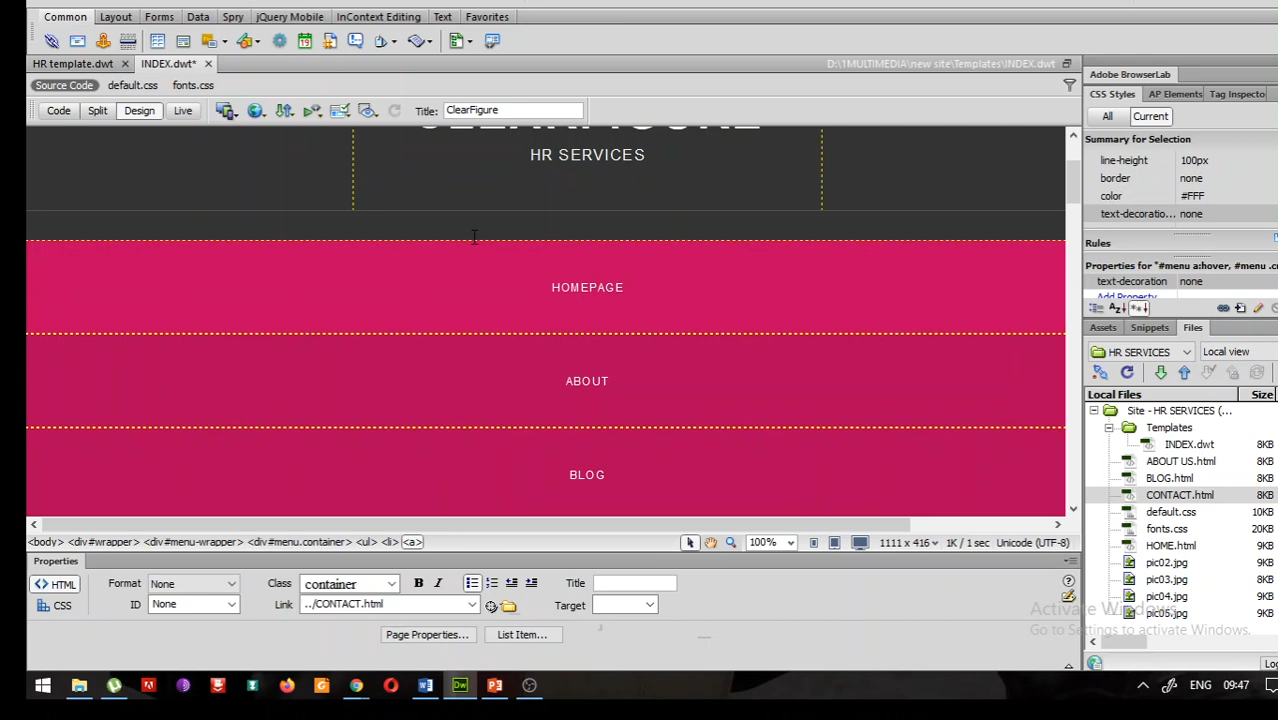 Common Layout Forms Data Spry jQuery Mobile InContext Editing Text Favorites
HR template.dwt × INDEX.dwt* × D:\1MULTIMEDIA\new site\Templates\INDEX.dwt
Source Code default.css fonts.css
Code Split Design Live Title: ClearFigure
CLEARFIGURE
HR SERVICES
HOMEPAGE
ABOUT
BLOG
<body> <div#wrapper> <div#menu-wrapper> <div#menu.container> <ul> <li> <a> 100% 1111 x 416 1K / 1 sec Unicode (UTF-8)
Properties
<> HTML Format None Class container B I Title
CSS ID None Link ../CONTACT.html Target
Page Properties... List Item...
Adobe BrowserLab
CSS Styles AP Elements Tag Inspecto
All Current
Summary for Selection
line-height 100px
border none
color #FFF
text-decoratio... none
Rules
Properties for "#menu a:hover, #menu .c
text-decoration none
Add Property
Assets Snippets Files
HR SERVICES Local view
Local Files Size
Site - HR SERVICES (...
Templates
INDEX.dwt 8KB
ABOUT US.html 8KB
BLOG.html 8KB
CONTACT.html 8KB
default.css 10KB
fonts.css 20KB
HOME.html 9KB
pic02.jpg 9KB
pic03.jpg 9KB
pic04.jpg 9KB
pic05.jpg 9KB
Activate Windows
Go to Settings to activate Windows.
Log
ENG 09:47